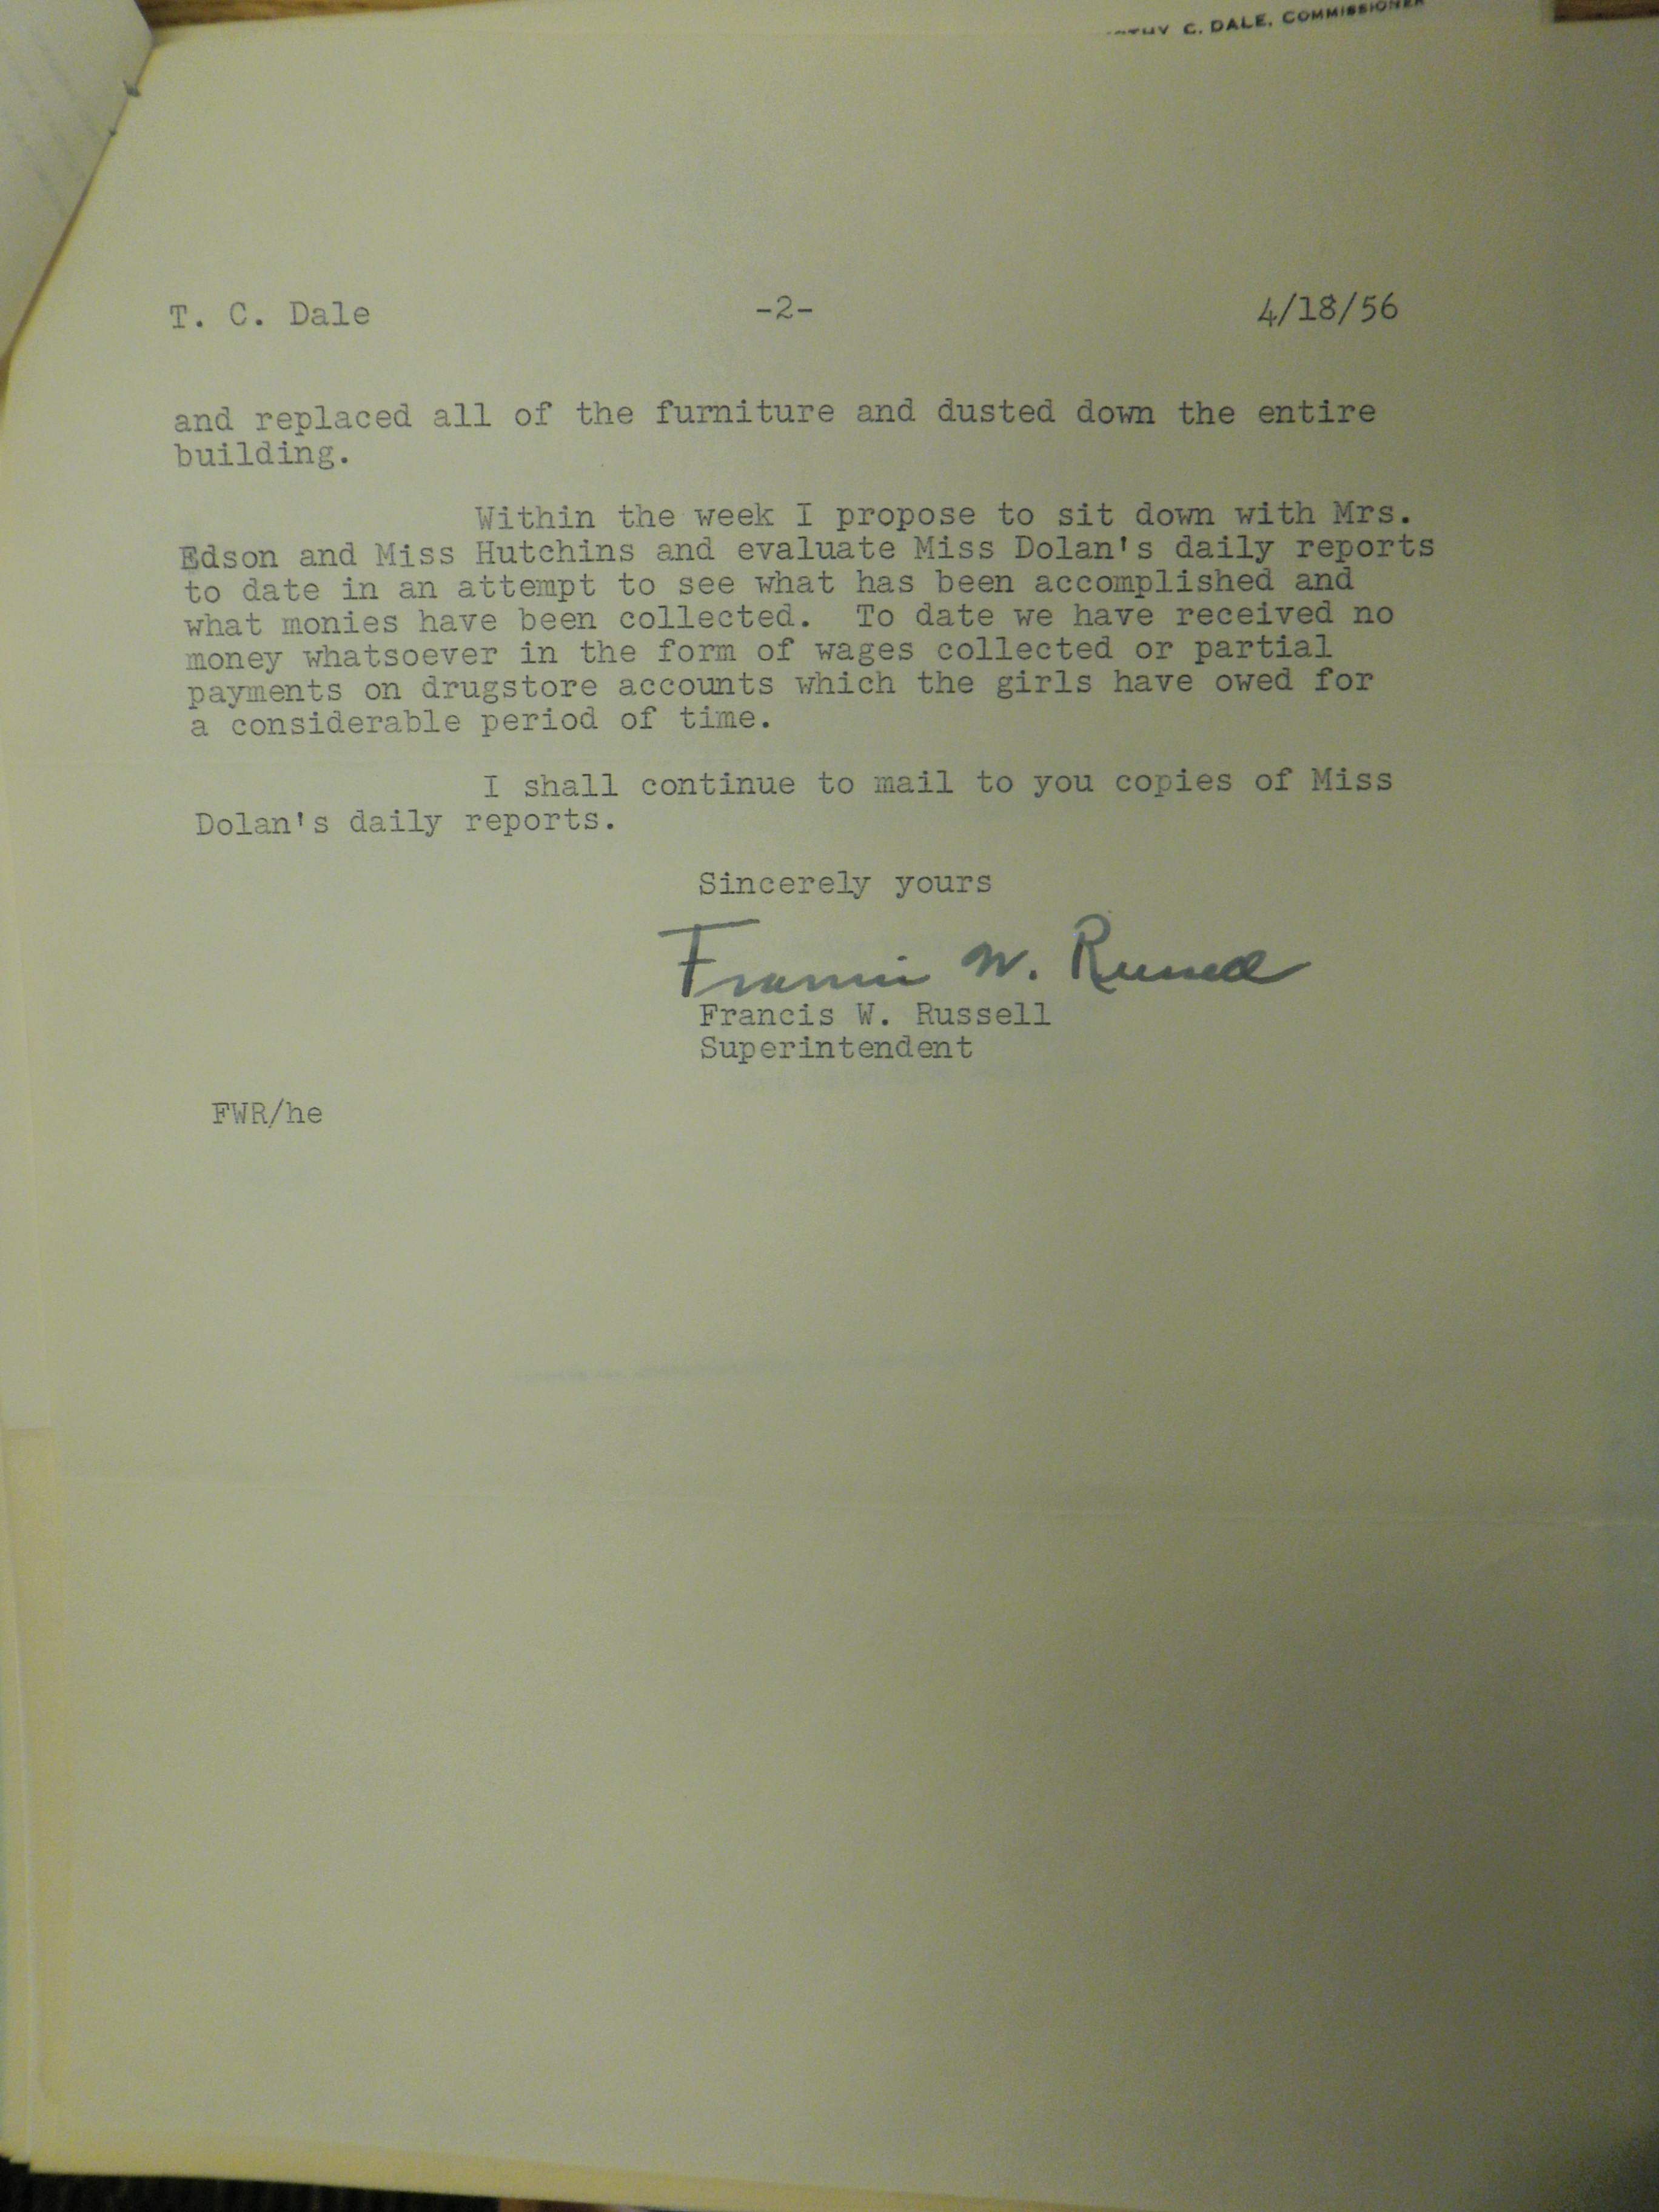 C. DALE, COMMISSIONER
T. C. Dale -2- 4/18/56
and replaced all of the furniture and dusted down the entire
building.
Within the week I propose to sit down with Mrs.
Edson and Miss Hutchins and evaluate Miss Dolan's daily reports
to date in an attempt to see what has been accomplished and
what monies have been collected. To date we have received no
money whatsoever in the form of wages collected or partial
payments on drugstore accounts which the girls have owed for
a considerable period of time.
I shall continue to mail to you copies of Miss
Dolan's daily reports.
Sincerely yours
Francis W. Russell
Francis W. Russell
Superintendent
FWR/he